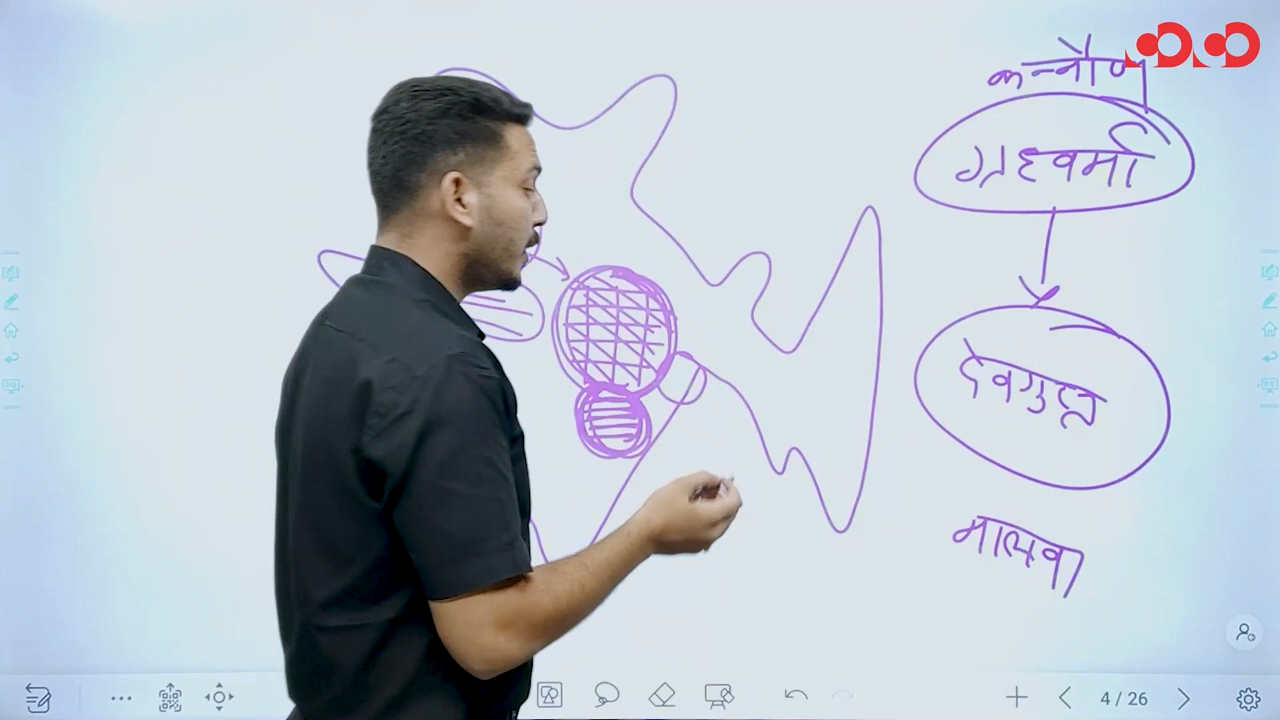 कन्नौज
ग्रहवर्मा
देवगुप्त
मालवा
4 / 26